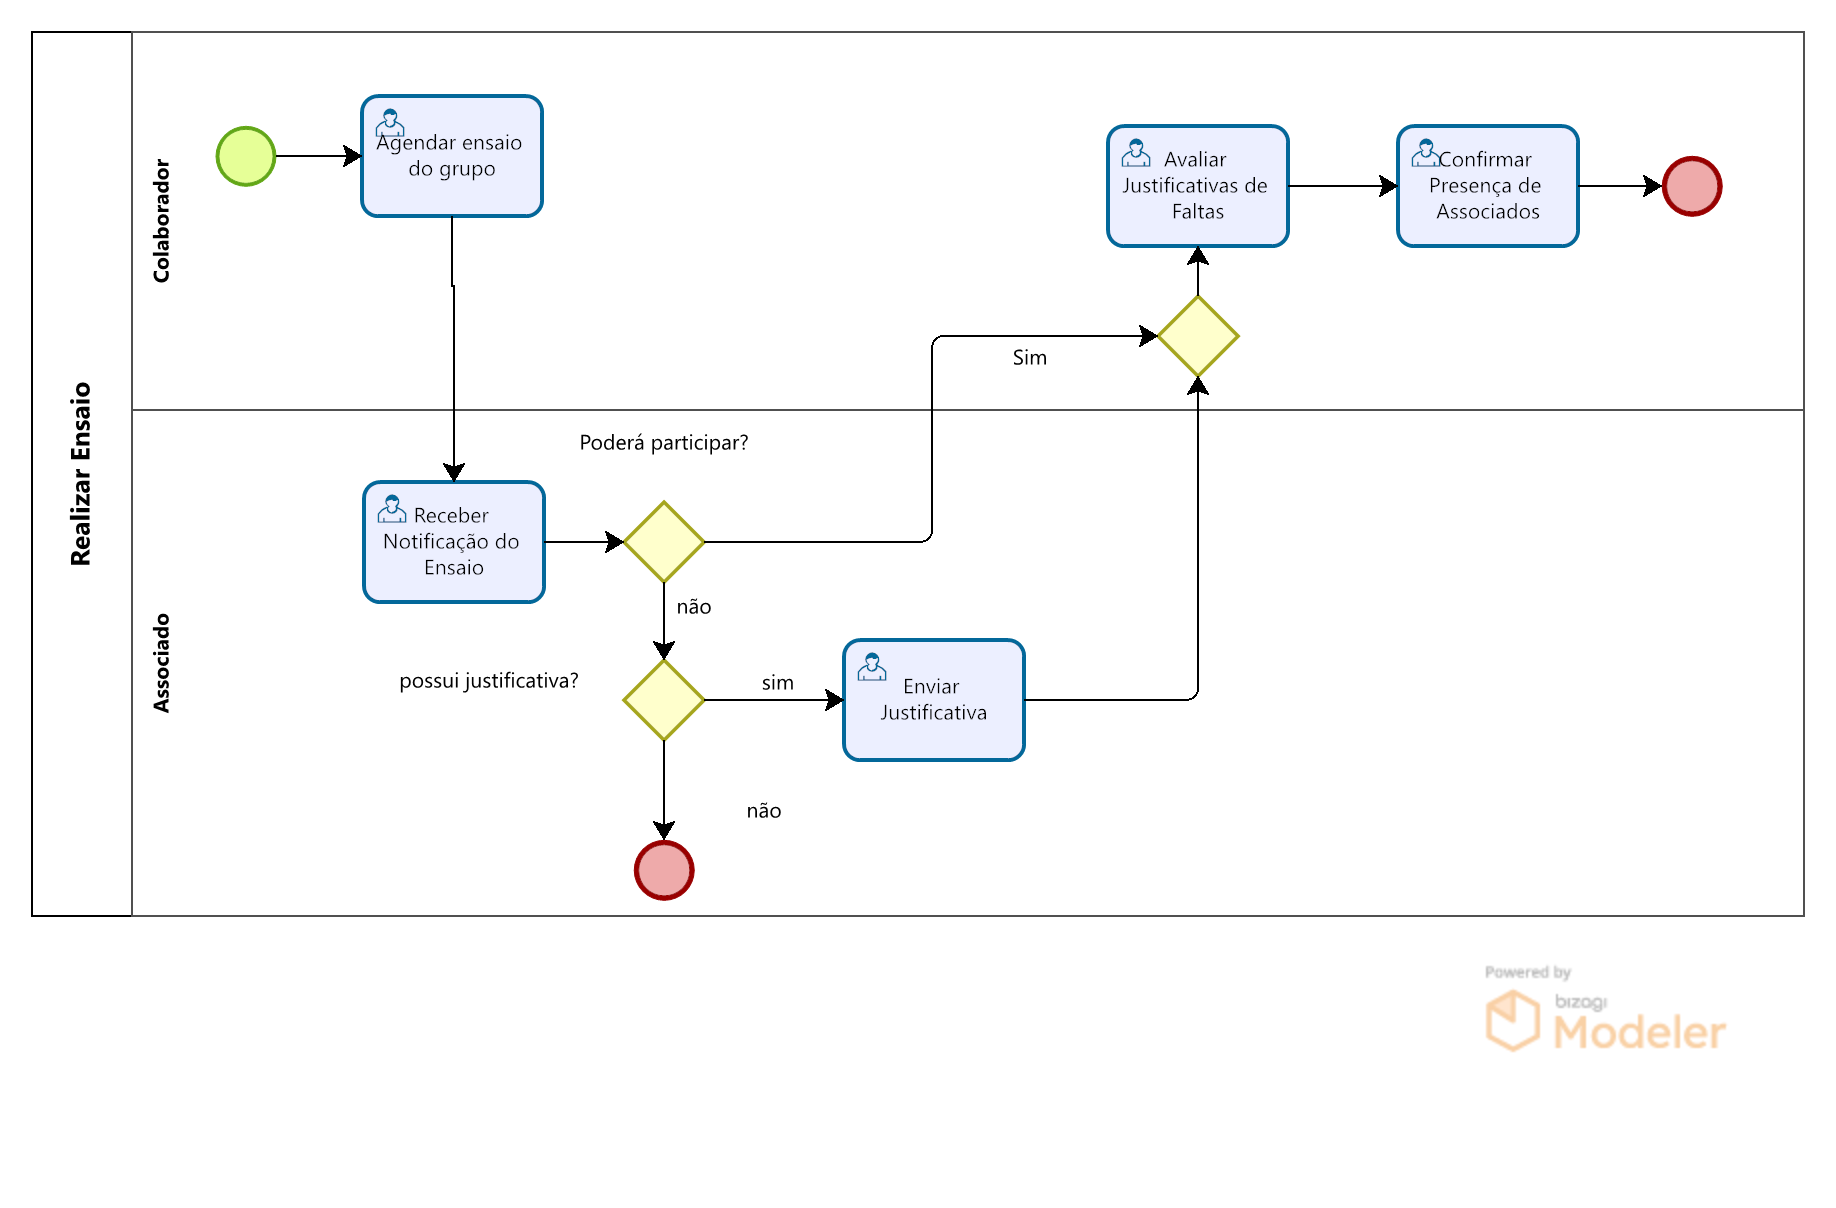 Realizar Ensaio
Colaborador
Agendar ensaio
do grupo
Avaliar
Justificativas de
Faltas
Confirmar
Presença de
Associados
Sim
Associado
Poderá participar?
Receber
Notificação do
Ensaio
não
possui justificativa?
sim
Enviar
Justificativa
não
Powered by
bizagi
Modeler